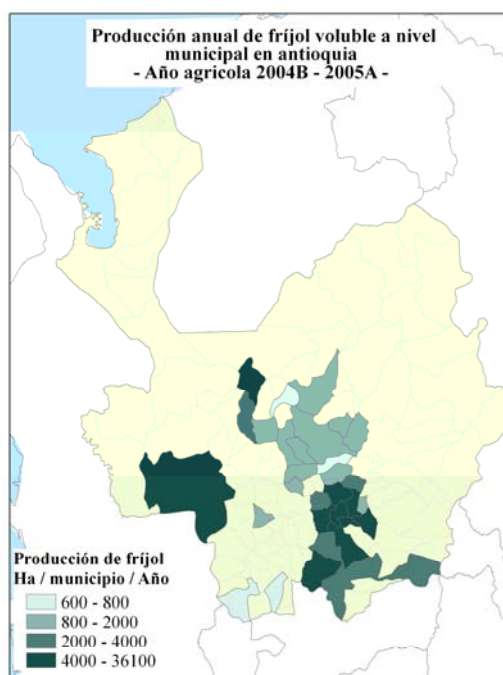 Producción anual de fríjol voluble a nivel
municipal en antioquia
- Año agricola 2004B - 2005A -
Producción de fríjol
Ha / municipio / Año
600 - 800
800 - 2000
2000 - 4000
4000 - 36100